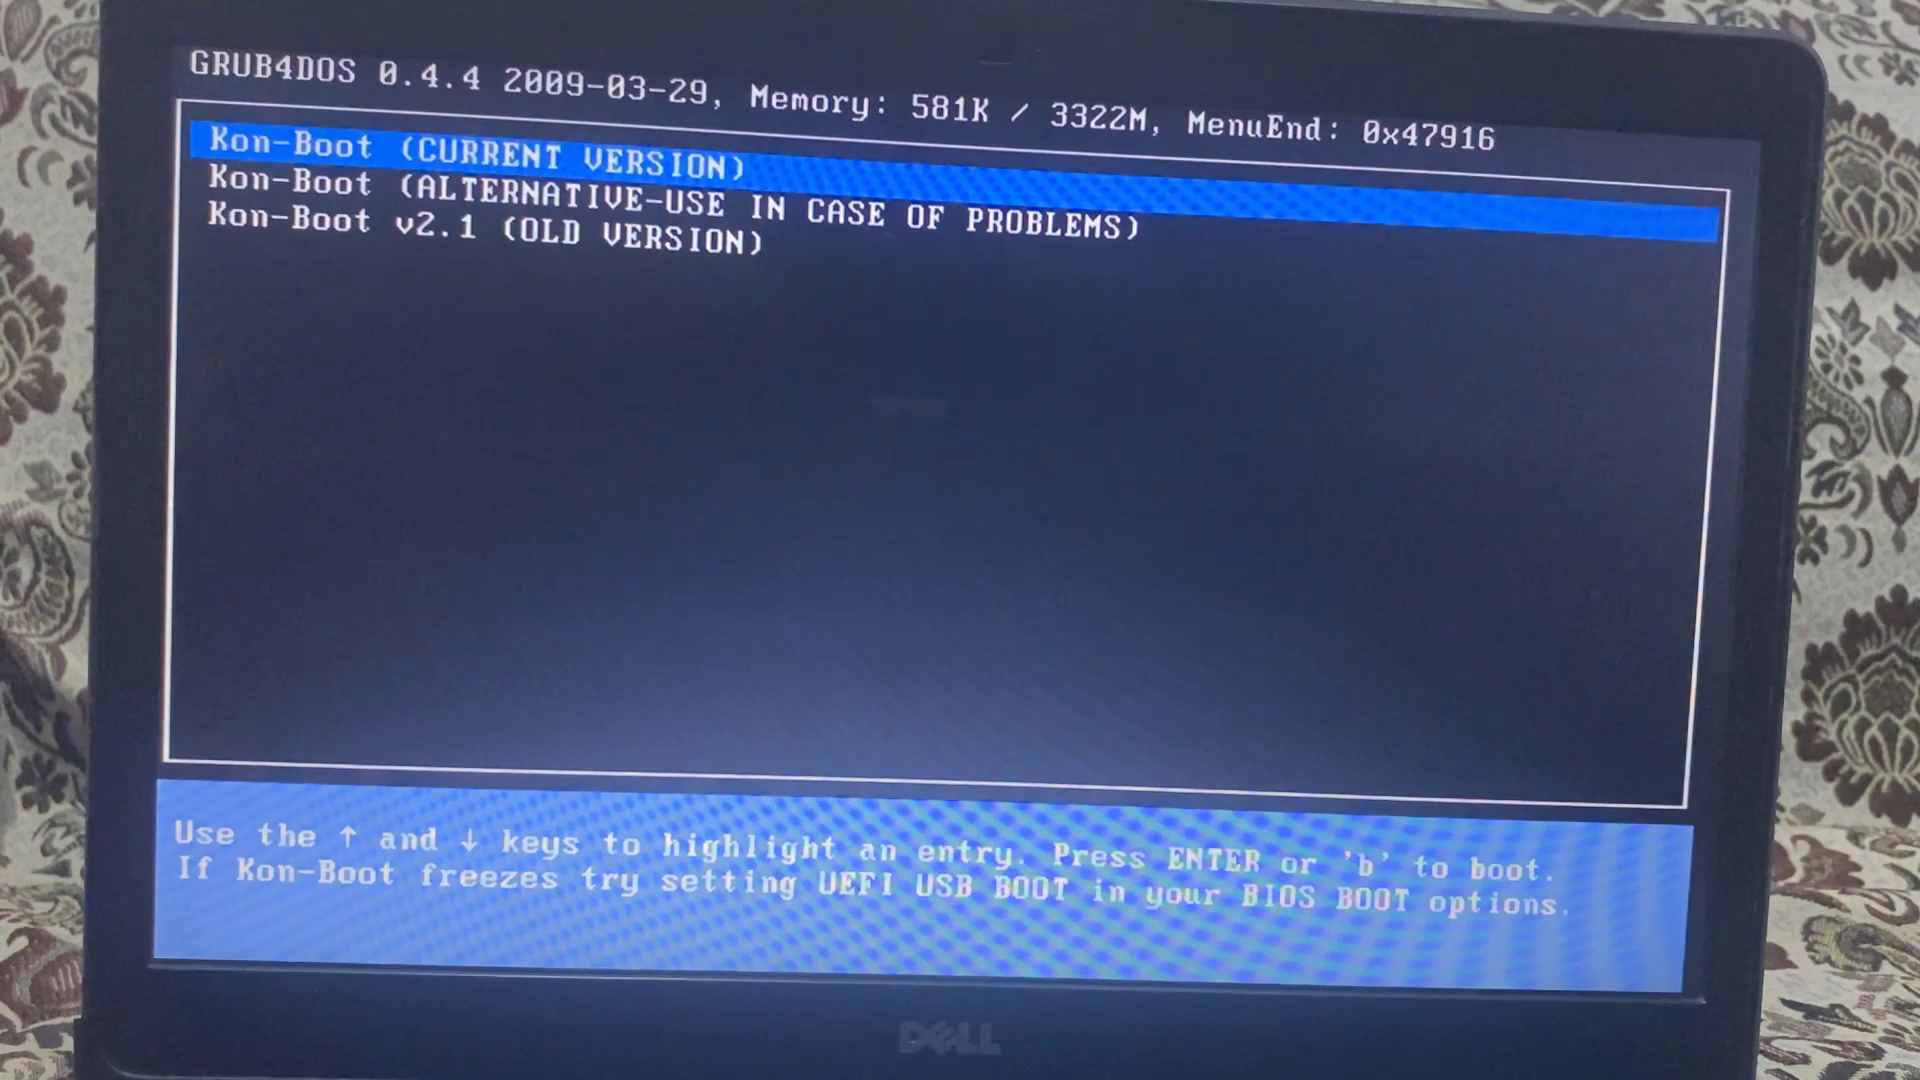 GRUB4DOS 0.4.4 2009-03-29, Memory: 581K / 3322M, MenuEnd: 0x47916
Kon-Boot (CURRENT VERSION)
Kon-Boot (ALTERNATIVE-USE IN CASE OF PROBLEMS)
Kon-Boot v2.1 (OLD VERSION)
Use the ↑ and ↓ keys to highlight an entry. Press ENTER or 'b' to boot.
If Kon-Boot freezes try setting UEFI USB BOOT in your BIOS BOOT options.
DELL